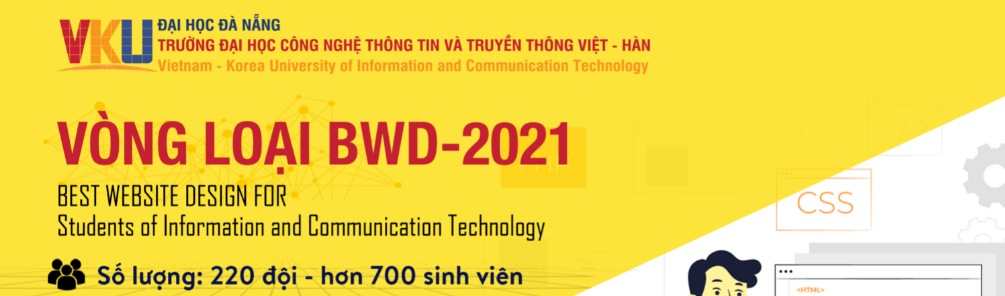 VKU
ĐẠI HỌC ĐÀ NẴNG
TRƯỜNG ĐẠI HỌC CÔNG NGHỆ THÔNG TIN VÀ TRUYỀN THÔNG VIỆT - HÀN
Vietnam - Korea University of Information and Communication Technology
VÒNG LOẠI BWD-2021
BEST WEBSITE DESIGN FOR
Students of Information and Communication Technology
Số lượng: 220 đội - hơn 700 sinh viên
</>
CSS
<HTML>